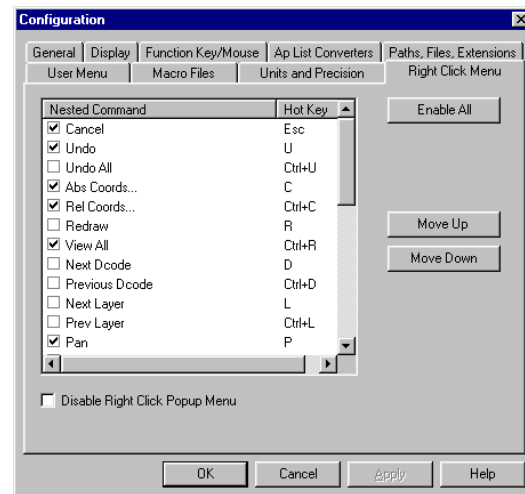 Configuration
General Display Function Key/Mouse Ap List Converters Paths, Files, Extensions
User Menu Macro Files Units and Precision Right Click Menu
Nested Command Hot Key Enable All
Cancel Esc
Undo U
Undo All Ctrl+U
Abs Coords... C
Rel Coords... Ctrl+C
Redraw R Move Up
View All Ctrl+R
Next Dcode D Move Down
Previous Dcode Ctrl+D
Next Layer L
Prev Layer Ctrl+L
Pan P
Disable Right Click Popup Menu
OK Cancel Apply Help